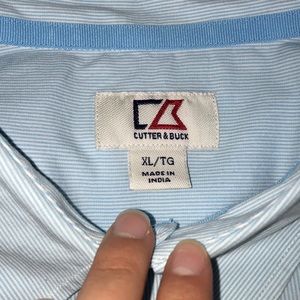 CUTTER & BUCK
XL/TG
MADE IN
INDIA